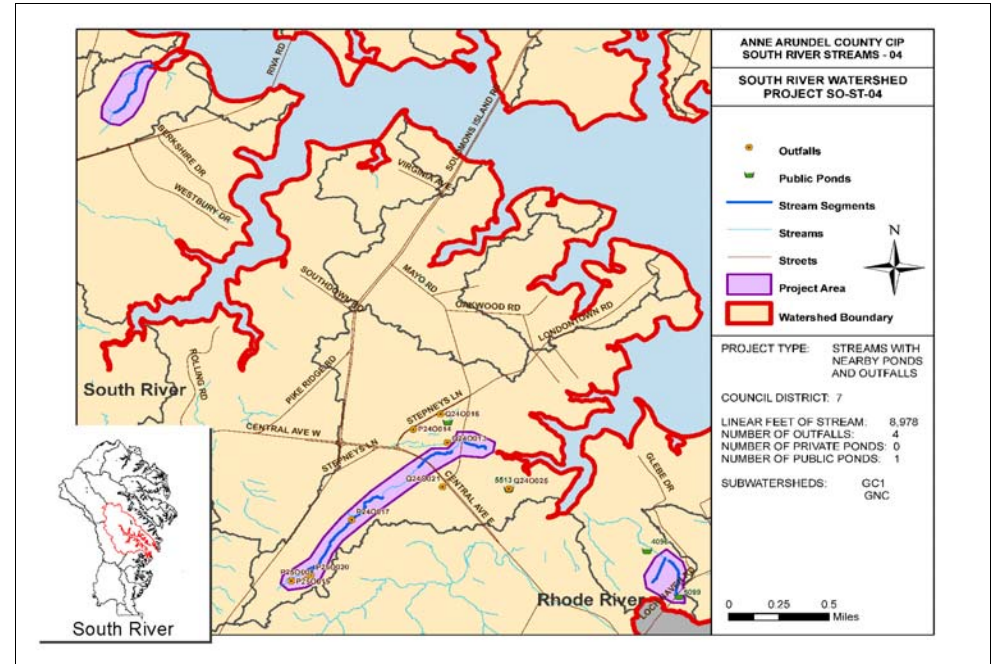 ANNE ARUNDEL COUNTY CIP
SOUTH RIVER STREAMS - 04
SOUTH RIVER WATERSHED
PROJECT SO-ST-04
Outfalls
Public Ponds
Stream Segments
Streams
Streets
Project Area
Watershed Boundary
N
PROJECT TYPE: STREAMS WITH
NEARBY PONDS
AND OUTFALLS
COUNCIL DISTRICT: 7
LINEAR FEET OF STREAM: 8,978
NUMBER OF OUTFALLS: 4
NUMBER OF PRIVATE PONDS: 0
NUMBER OF PUBLIC PONDS: 1
SUBWATERSHEDS: GC1
GNC
0 0.25 0.5
Miles
RIVA RD
BERKSHIRE DR
WESTBURY DR
VIRGINIA AVE
SOLOMONS ISLAND
SOUTHDOWN RD
MAYO RD
OAKWOOD RD
LONDONTOWN RD
ROLLING RD
PIKE RIDGE RD
South River
STEPNEYS LN
Q24O016
P24O014
CENTRAL AVE W
STEPNEYS LN
Q24O021
CENTRAL AVE E
5513
Q24O025
GLEBE DR
P25O020
Rhode River
South River